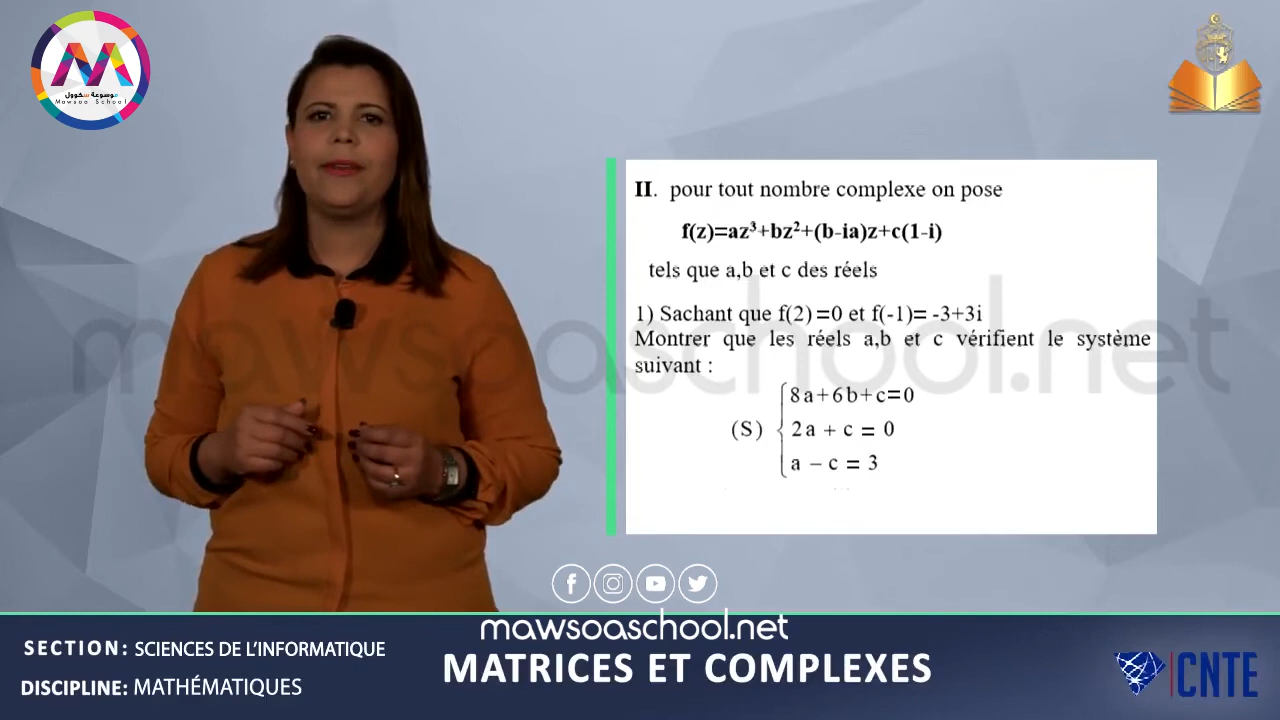 موسوعة سكوول
Mawsoa School
II. pour tout nombre complexe on pose
f(z)=az³+bz²+(b-ia)z+c(1-i)
tels que a,b et c des réels
1) Sachant que f(2)=0 et f(-1)= -3+3i
Montrer que les réels a,b et c vérifient le système
suivant :
(S) { 8a+6b+c=0
2a + c = 0
a − c = 3
mawsoaschool.net
mawsoaschool.net
SECTION: SCIENCES DE L'INFORMATIQUE
DISCIPLINE: MATHÉMATIQUES
MATRICES ET COMPLEXES
CNTE